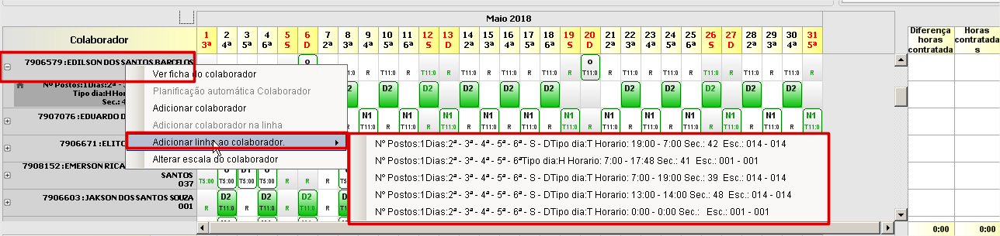 Maio 2018
Colaborador
1 2 3 4 5 6 7 8 9 10 11 12 13 14 15 16 17 18 19 20 21 22 23 24 25 26 27 28 29 30 31
3ª 4ª 5ª 6ª S D 2ª 3ª 4ª 5ª 6ª S D 2ª 3ª 4ª 5ª 6ª S D 2ª 3ª 4ª 5ª 6ª S D 2ª 3ª 4ª 5ª
Diferença horas contratada
Horas contratadas
7906579 : EDILSON DOS SANTOS BARCELOS
Nº Postos:1Dias:2ª - 3
Tipo dia:HHor
Sec.: 4
7907076 : EDUARDO D
7906671 : ELITO
7908152 : EMERSON RICA
SANTOS
037
7906603 : JAKSON DOS SANTOS SOUZA
001
Ver ficha do colaborador
Planificação automática Colaborador
Adicionar colaborador
Adicionar colaborador na linha
Adicionar linha ao colaborador.
Alterar escala do colaborador
Nº Postos:1Dias:2ª - 3ª - 4ª - 5ª - 6ª - S - DTipo dia:T Horario: 19:00 - 7:00 Sec.: 42 Esc.: 014 - 014
Nº Postos:1Dias:2ª - 3ª - 4ª - 5ª - 6ªTipo dia:H Horario: 7:00 - 17:48 Sec.: 41 Esc.: 001 - 001
Nº Postos:1Dias:2ª - 3ª - 4ª - 5ª - 6ª - S - DTipo dia:T Horario: 7:00 - 19:00 Sec.: 39 Esc.: 014 - 014
Nº Postos:1Dias:2ª - 3ª - 4ª - 5ª - 6ª - S - DTipo dia:T Horario: 13:00 - 14:00 Sec.: 48 Esc.: 014 - 014
Nº Postos:1Dias:2ª - 3ª - 4ª - 5ª - 6ª - S - DTipo dia:T Horario: 0:00 - 0:00 Sec.: Esc.: 001 - 001
0:00 0:00